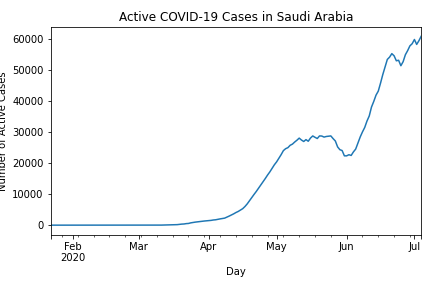 Active COVID-19 Cases in Saudi Arabia
60000
50000
40000
30000
20000
10000
0
Number of Active Cases
Feb
2020
Mar
Apr
May
Jun
Jul
Day